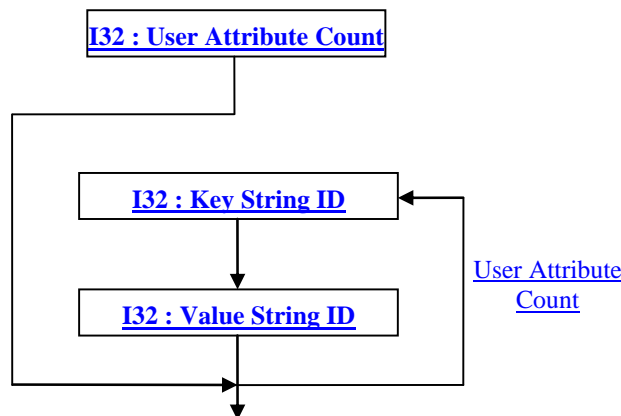 I32 : User Attribute Count
I32 : Key String ID
User Attribute
Count
I32 : Value String ID